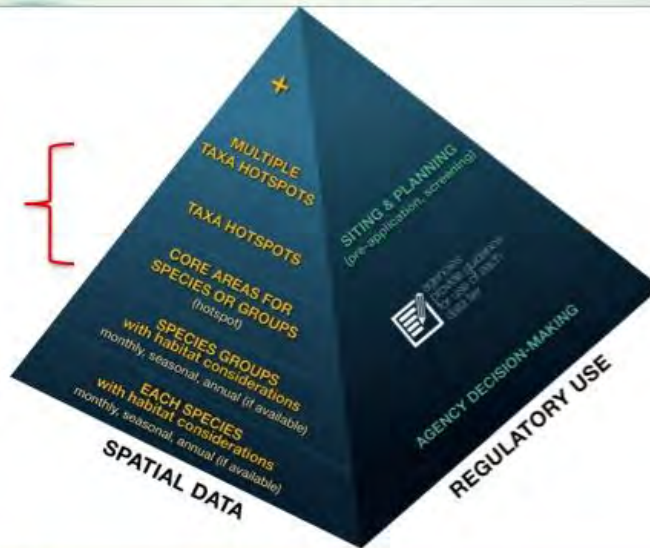 +
MULTIPLE
TAXA HOTSPOTS
TAXA HOTSPOTS
CORE AREAS FOR
SPECIES OR GROUPS
(hotspot)
SPECIES GROUPS
with habitat considerations
monthly, seasonal, annual (if available)
EACH SPECIES
with habitat considerations
monthly, seasonal, annual (if available)
SPATIAL DATA
SITING & PLANNING
(pre-application, screening)
AGENCY DECISION-MAKING
REGULATORY USE